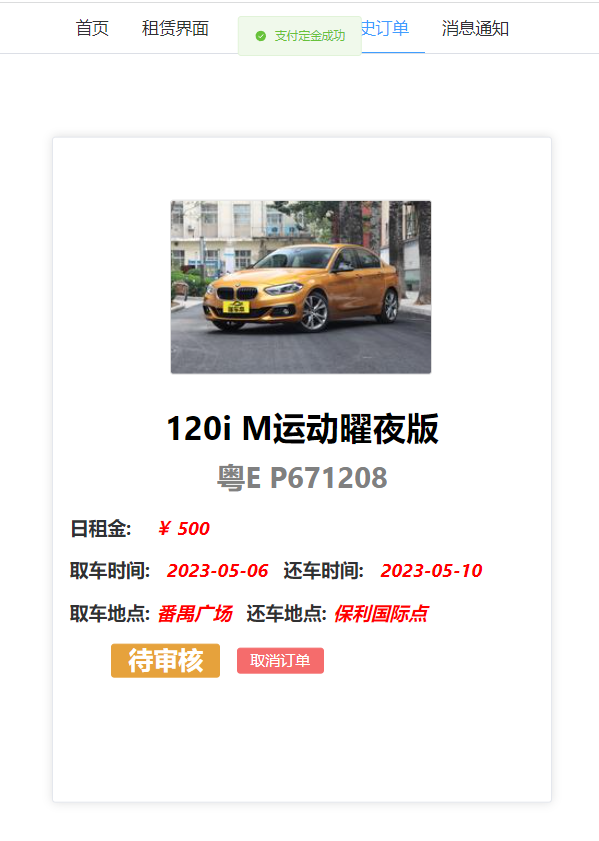 首页 租赁界面 史订单 消息通知
支付定金成功
120i M运动曜夜版
粤E P671208
日租金: ￥ 500
取车时间: 2023-05-06 还车时间: 2023-05-10
取车地点: 番禺广场 还车地点: 保利国际点
待审核 取消订单